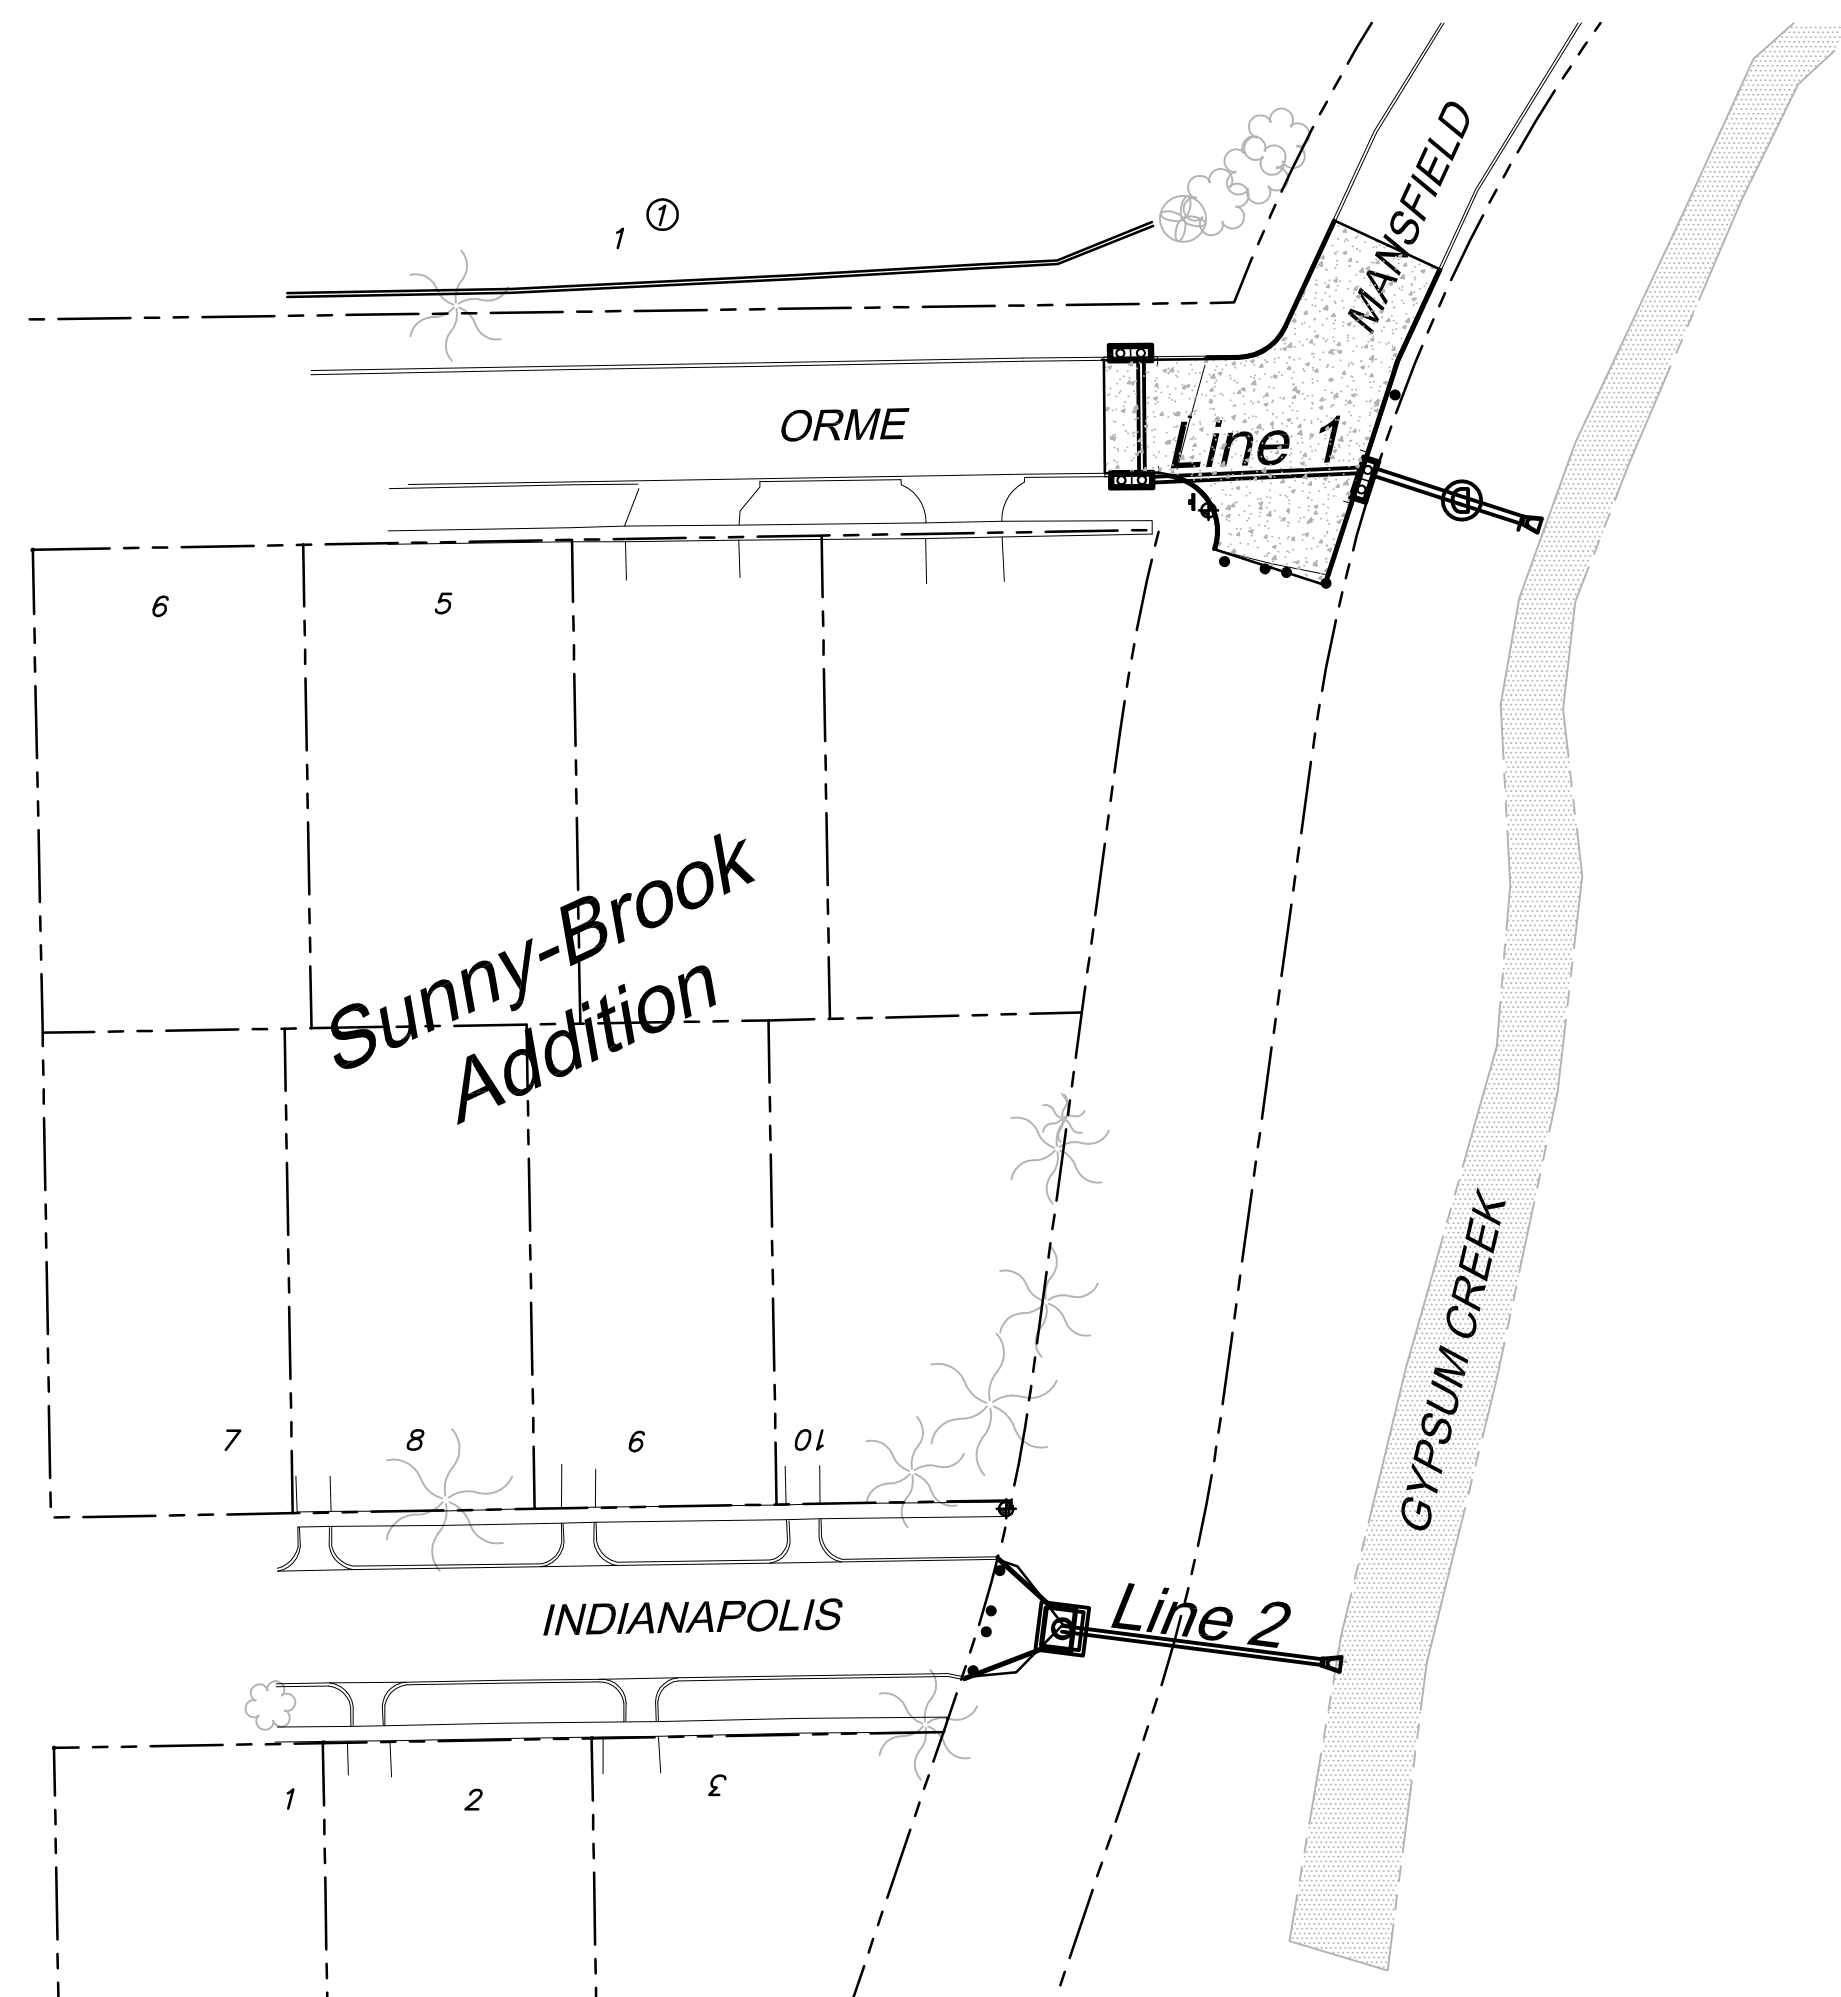 MANSFIELD
1
1
ORME
Line 1
D
6
5
Sunny-Brook
Addition
GYPSUM CREEK
7
8
9
10
INDIANAPOLIS
Line 2
1
2
3